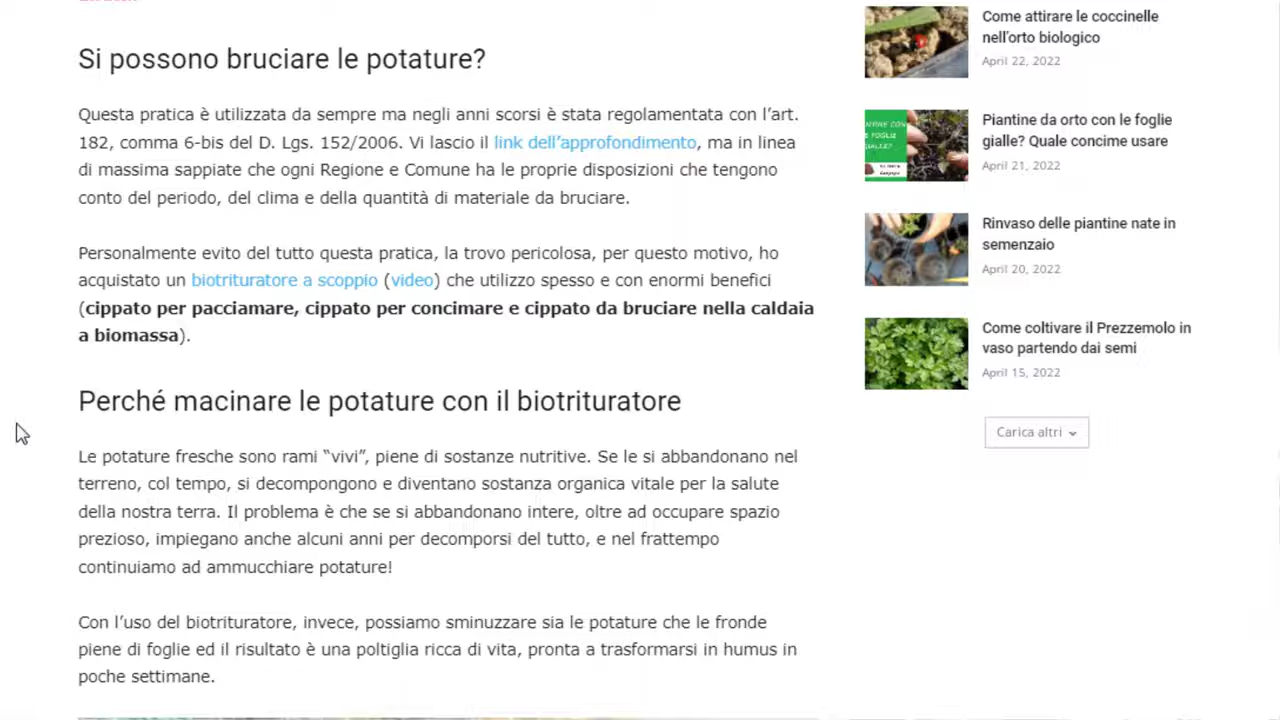 Si possono bruciare le potature?
Questa pratica è utilizzata da sempre ma negli anni scorsi è stata regolamentata con l'art.
182, comma 6-bis del D. Lgs. 152/2006. Vi lascio il link dell'approfondimento, ma in linea
di massima sappiate che ogni Regione e Comune ha le proprie disposizioni che tengono
conto del periodo, del clima e della quantità di materiale da bruciare.
Personalmente evito del tutto questa pratica, la trovo pericolosa, per questo motivo, ho
acquistato un biotrituratore a scoppio (video) che utilizzo spesso e con enormi benefici
(cippato per pacciamare, cippato per concimare e cippato da bruciare nella caldaia
a biomassa).
Perché macinare le potature con il biotrituratore
Le potature fresche sono rami “vivi”, piene di sostanze nutritive. Se le si abbandonano nel
terreno, col tempo, si decompongono e diventano sostanza organica vitale per la salute
della nostra terra. Il problema è che se si abbandonano intere, oltre ad occupare spazio
prezioso, impiegano anche alcuni anni per decomporsi del tutto, e nel frattempo
continuiamo ad ammucchiare potature!
Con l'uso del biotrituratore, invece, possiamo sminuzzare sia le potature che le fronde
piene di foglie ed il risultato è una poltiglia ricca di vita, pronta a trasformarsi in humus in
poche settimane.
Come attirare le coccinelle
nell'orto biologico
April 22, 2022
Piantine da orto con le foglie
gialle? Quale concime usare
April 21, 2022
Rinvaso delle piantine nate in
semenzaio
April 20, 2022
Come coltivare il Prezzemolo in
vaso partendo dai semi
April 15, 2022
Carica altri